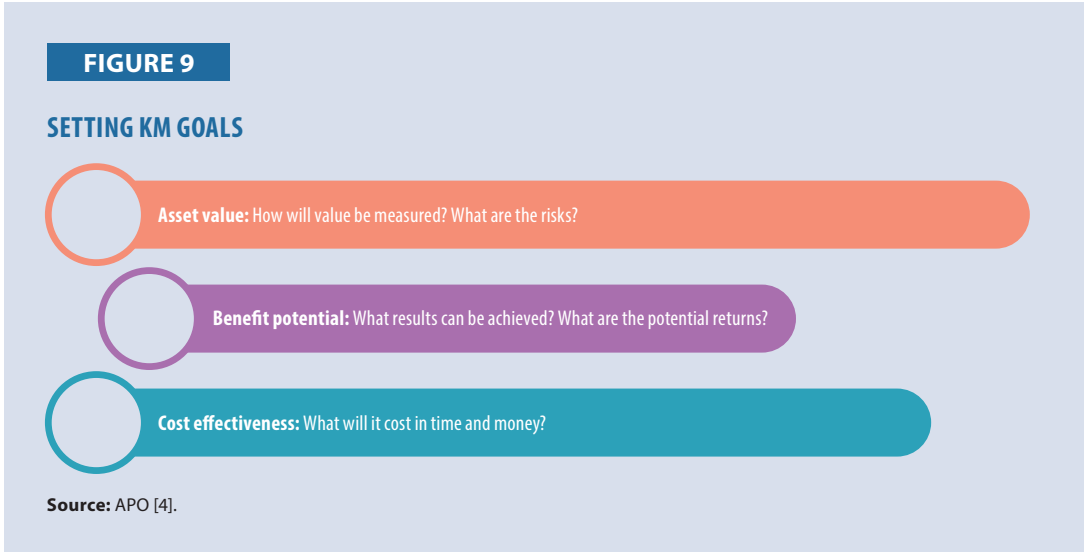 FIGURE 9
SETTING KM GOALS
Asset value: How will value be measured? What are the risks?
Benefit potential: What results can be achieved? What are the potential returns?
Cost effectiveness: What will it cost in time and money?
Source: APO [4].